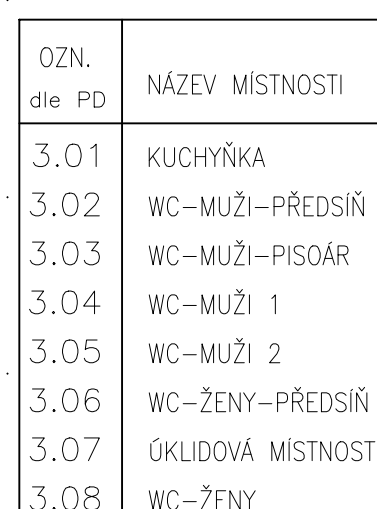 OZN.
dle PD
NÁZEV MÍSTNOSTI
3.01 KUCHYŇKA
3.02 WC-MUŽI-PŘEDSÍŇ
3.03 WC-MUŽI-PISOÁR
3.04 WC-MUŽI 1
3.05 WC-MUŽI 2
3.06 WC-ŽENY-PŘEDSÍŇ
3.07 ÚKLIDOVÁ MÍSTNOST
3.08 WC-ŽENY